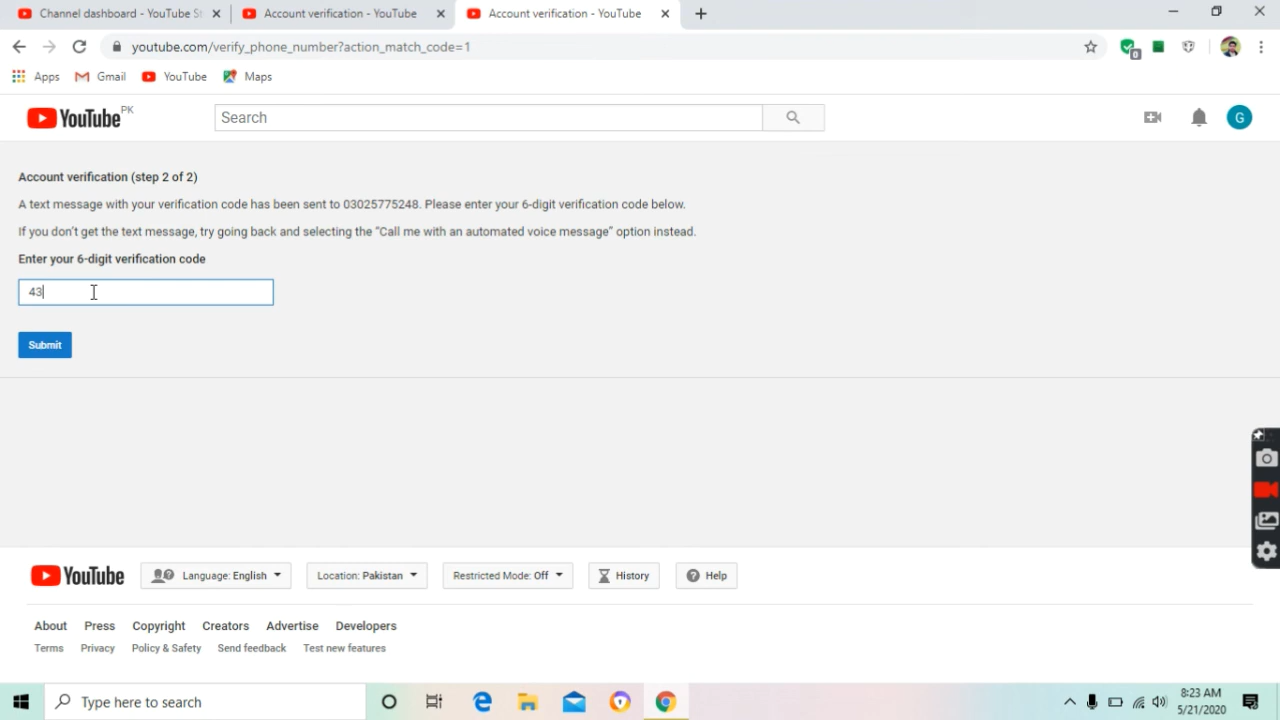 Channel dashboard - YouTube St
Account verification - YouTube
Account verification - YouTube
youtube.com/verify_phone_number?action_match_code=1
0
Apps Gmail YouTube Maps
YouTube PK
Search
G
Account verification (step 2 of 2)
A text message with your verification code has been sent to 03025775248. Please enter your 6-digit verification code below.
If you don't get the text message, try going back and selecting the “Call me with an automated voice message” option instead.
Enter your 6-digit verification code
43
Submit
YouTube Language: English Location: Pakistan Restricted Mode: Off History Help
About Press Copyright Creators Advertise Developers
Terms Privacy Policy & Safety Send feedback Test new features
Type here to search
8:23 AM
5/21/2020